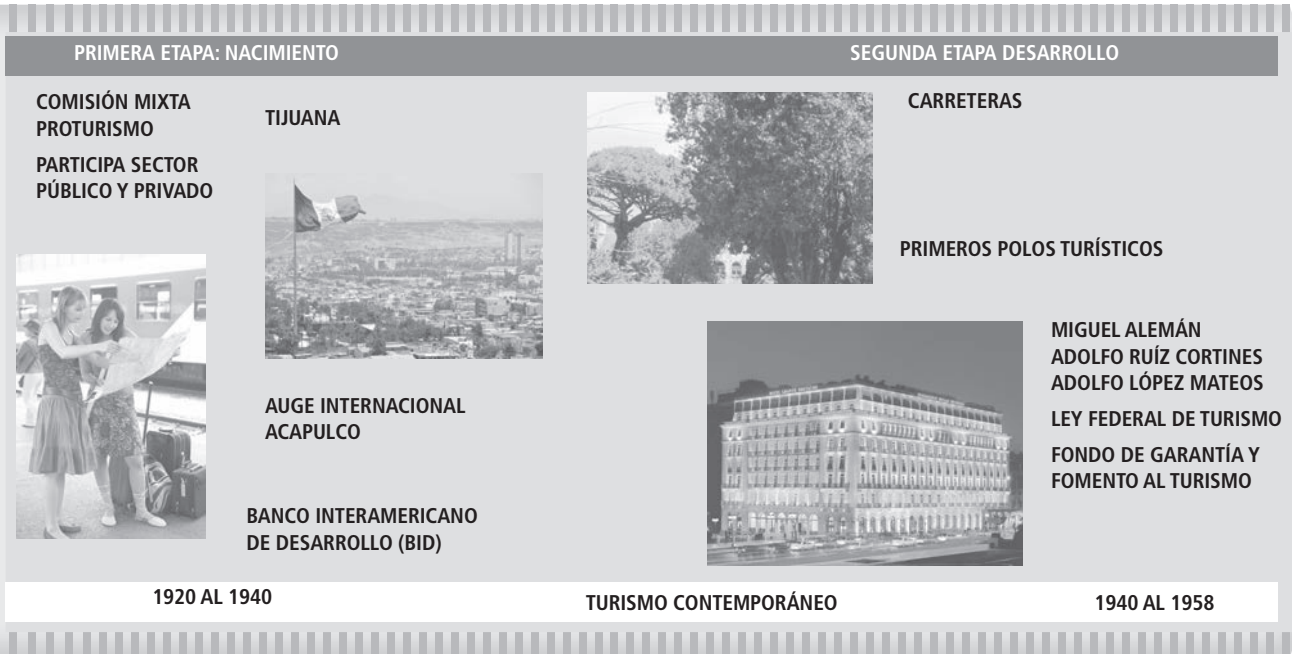 PRIMERA ETAPA: NACIMIENTO
SEGUNDA ETAPA DESARROLLO
COMISIÓN MIXTA
PROTURISMO
PARTICIPA SECTOR
PÚBLICO Y PRIVADO
TIJUANA
AUGE INTERNACIONAL
ACAPULCO
BANCO INTERAMERICANO
DE DESARROLLO (BID)
CARRETERAS
PRIMEROS POLOS TURÍSTICOS
MIGUEL ALEMÁN
ADOLFO RUÍZ CORTINES
ADOLFO LÓPEZ MATEOS
LEY FEDERAL DE TURISMO
FONDO DE GARANTÍA Y
FOMENTO AL TURISMO
1920 AL 1940
TURISMO CONTEMPORÁNEO
1940 AL 1958